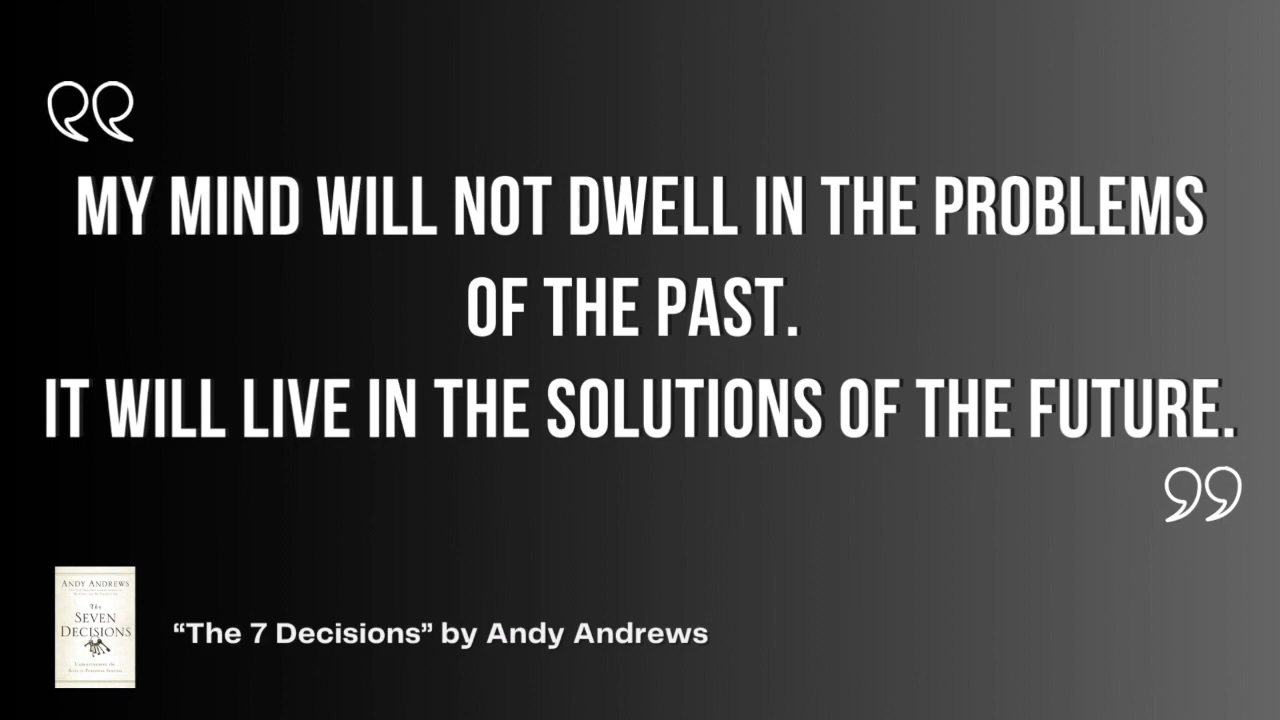 MY MIND WILL NOT DWELL IN THE PROBLEMS
OF THE PAST.
IT WILL LIVE IN THE SOLUTIONS OF THE FUTURE.
ANDY ANDREWS
The
SEVEN
DECISIONS
“The 7 Decisions” by Andy Andrews